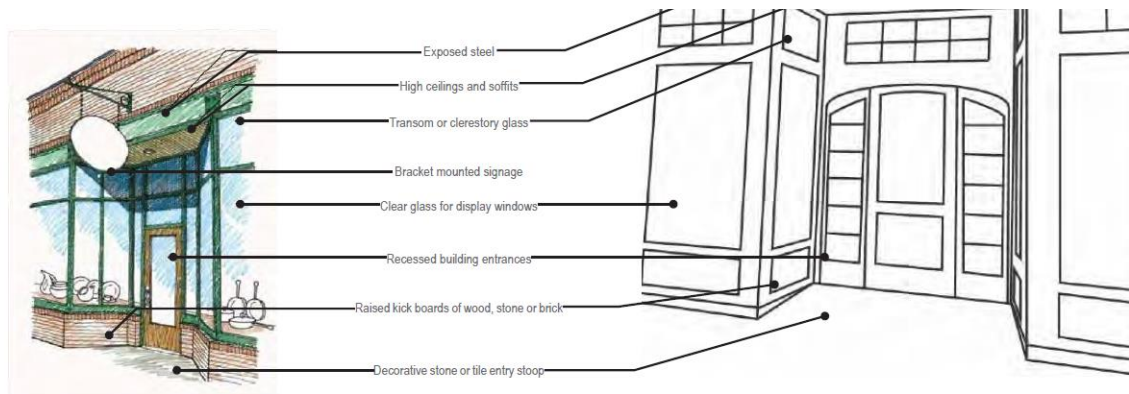 Exposed steel
High ceilings and soffits
Transom or clerestory glass
Bracket mounted signage
Clear glass for display windows
Recessed building entrances
Raised kick boards of wood, stone or brick
Decorative stone or tile entry stoop